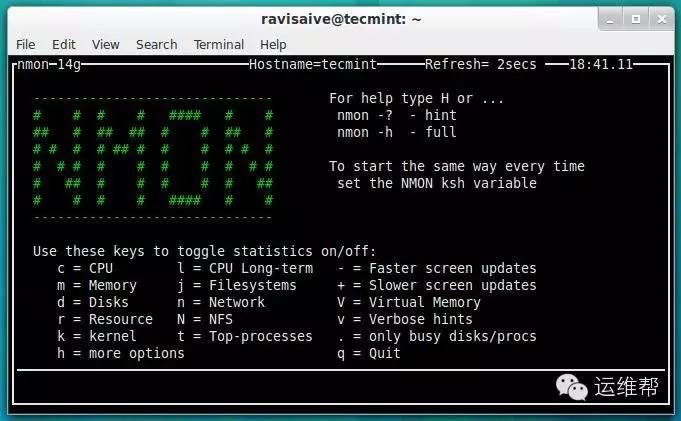 ravisaive@tecmint: ~
File Edit View Search Terminal Help
nmon-14g Hostname=tecmint Refresh= 2secs 18:41.11
NMON
For help type H or ...
nmon -? - hint
nmon -h - full
To start the same way every time
set the NMON ksh variable
Use these keys to toggle statistics on/off:
c = CPU l = CPU Long-term - = Faster screen updates
m = Memory j = Filesystems + = Slower screen updates
d = Disks n = Network V = Virtual Memory
r = Resource N = NFS v = Verbose hints
k = kernel t = Top-processes . = only busy disks/procs
h = more options q = Quit
运维帮